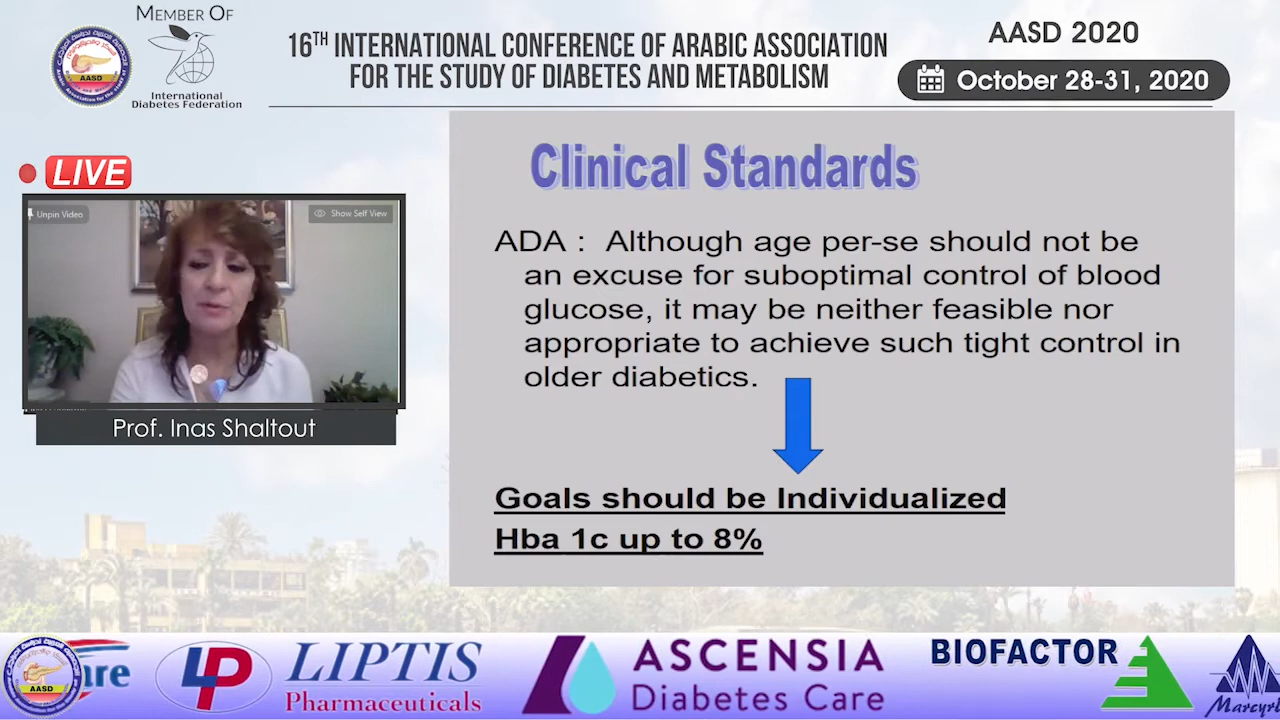 MEMBER OF
AASD
International
Diabetes Federation
16TH INTERNATIONAL CONFERENCE OF ARABIC ASSOCIATION
FOR THE STUDY OF DIABETES AND METABOLISM
AASD 2020
October 28-31, 2020
LIVE
Unpin Video
Show Self View
Prof. Inas Shaltout
Clinical Standards
ADA : Although age per-se should not be
an excuse for suboptimal control of blood
glucose, it may be neither feasible nor
appropriate to achieve such tight control in
older diabetics.
Goals should be Individualized
Hba 1c up to 8%
AASD
LP
LIPTIS
Pharmaceuticals
ASCENSIA
Diabetes Care
BIOFACTOR